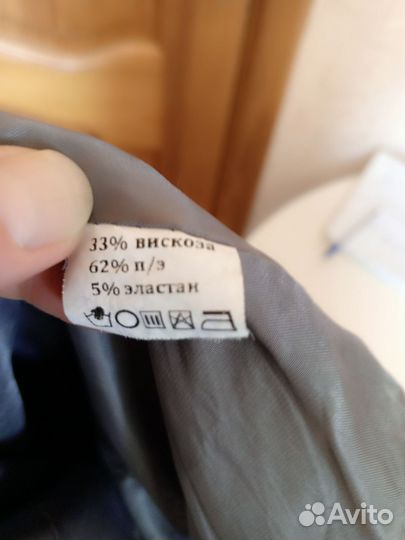 33% вискоза
62% п/э
5% эластан
Avito